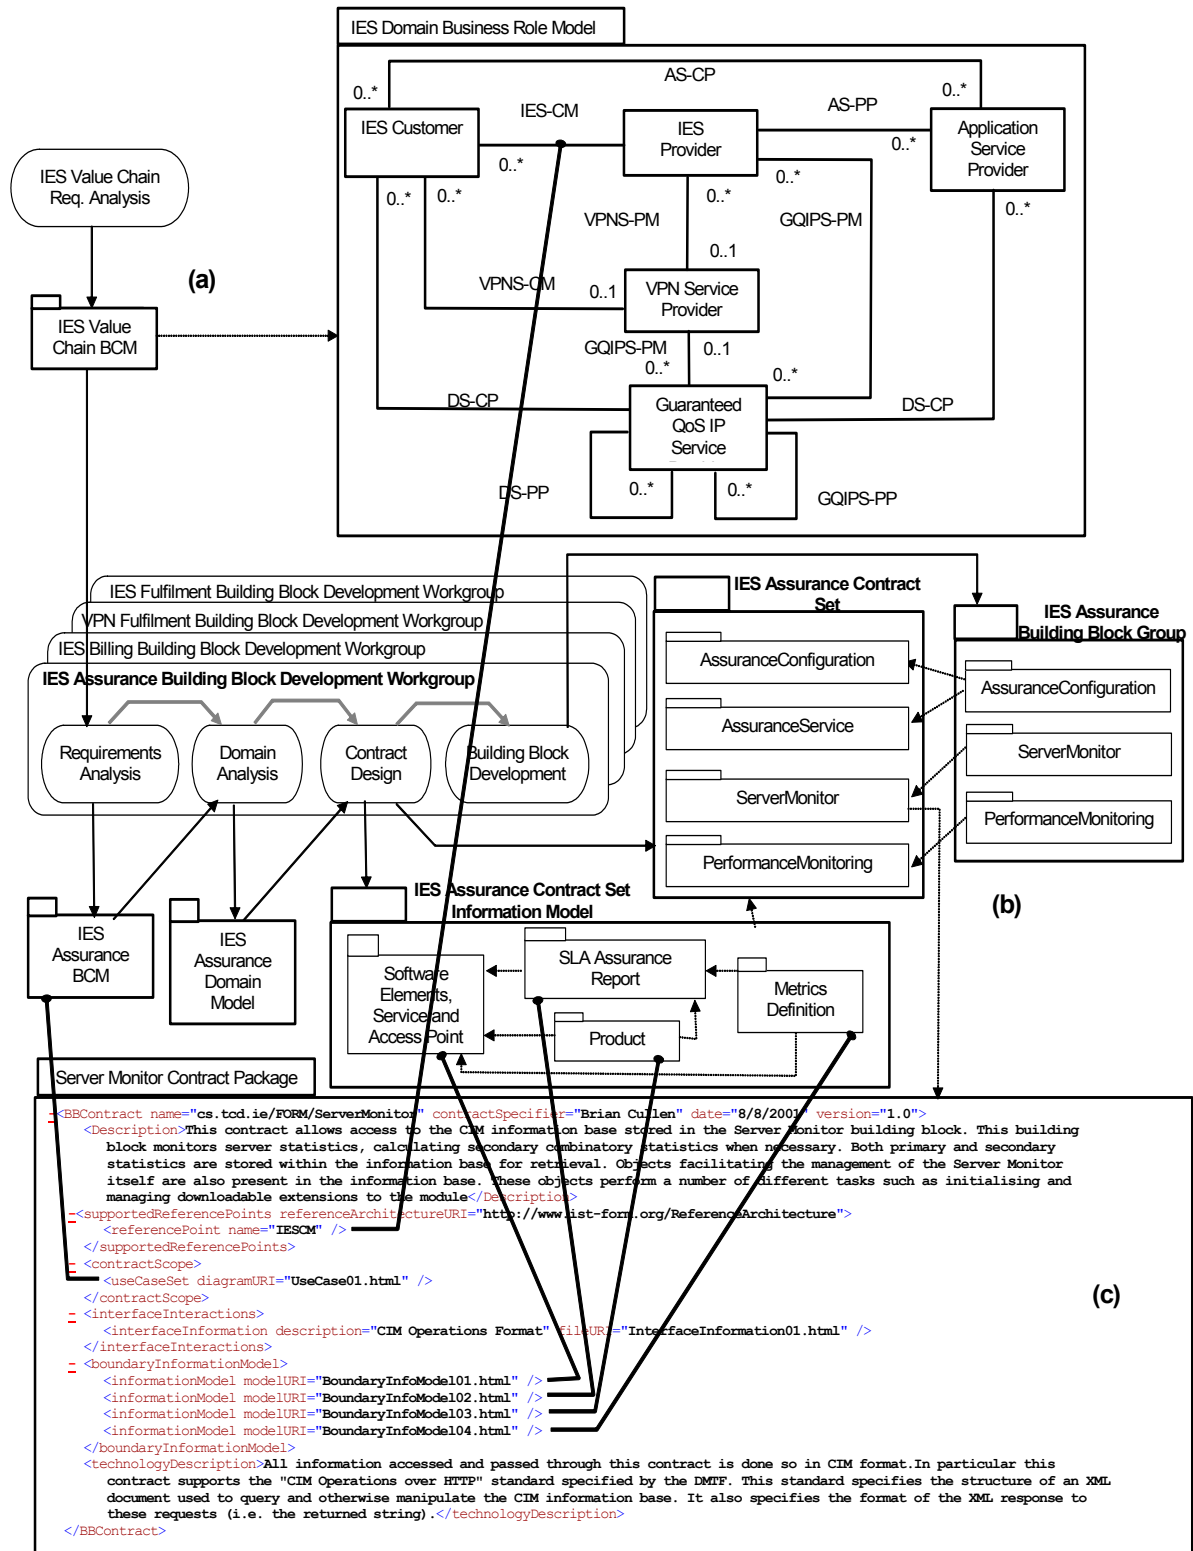 IES Domain Business Role Model
AS-CP
0..*
0..*
IES-CM
AS-PP
IES Customer
IES
Provider
Application
Service
Provider
0..*
0..*
0..*
0..*
0..*
0..*
0..*
IES Value Chain
Req. Analysis
VPNS-PM
GQIPS-PM
(a)
0..1
VPNS-CM
0..1
VPN Service
Provider
IES Value
Chain BCM
GQIPS-PM
0..1
0..*
0..*
DS-CP
Guaranteed
QoS IP
Service
DS-CP
DS-PP
0..*
0..*
GQIPS-PP
IES Fulfilment Building Block Development Workgroup
VPN Fulfilment Building Block Development Workgroup
IES Billing Building Block Development Workgroup
IES Assurance Building Block Development Workgroup
Requirements
Analysis
Domain
Analysis
Contract
Design
Building Block
Development
IES Assurance Contract
Set
AssuranceConfiguration
AssuranceService
ServerMonitor
PerformanceMonitoring
IES Assurance
Building Block Group
AssuranceConfiguration
ServerMonitor
PerformanceMonitoring
(b)
IES
Assurance
BCM
IES
Assurance
Domain
Model
IES Assurance Contract Set
Information Model
Software
Elements,
Service and
Access Point
SLA Assurance
Report
Product
Metrics
Definition
Server Monitor Contract Package
-<BBContract name="cs.tcd.ie/FORM/ServerMonitor" contractSpecifier="Brian Cullen" date="8/8/2001" version="1.0">
<Description>This contract allows access to the CIM information base stored in the Server Monitor building block. This building
block monitors server statistics, calculating secondary combinatory statistics when necessary. Both primary and secondary
statistics are stored within the information base for retrieval. Objects facilitating the management of the Server Monitor
itself are also present in the information base. These objects perform a number of different tasks such as initialising and
managing downloadable extensions to the module</Description>
-<supportedReferencePoints referenceArchitectureURI="http://www.ist-form.org/ReferenceArchitecture">
<referencePoint name="IESCM" />
</supportedReferencePoints>
- <contractScope>
<useCaseSet diagramURI="UseCase01.html" />
</contractScope>
- <interfaceInteractions>
<interfaceInformation description="CIM Operations Format" fileURI="InterfaceInformation01.html" />
</interfaceInteractions>
- <boundaryInformationModel>
<informationModel modelURI="BoundaryInfoModel01.html" />
<informationModel modelURI="BoundaryInfoModel02.html" />
<informationModel modelURI="BoundaryInfoModel03.html" />
<informationModel modelURI="BoundaryInfoModel04.html" />
</boundaryInformationModel>
<technologyDescription>All information accessed and passed through this contract is done so in CIM format.In particular this
contract supports the "CIM Operations over HTTP" standard specified by the DMTF. This standard specifies the structure of an XML
document used to query and otherwise manipulate the CIM information base. It also specifies the format of the XML response to
these requests (i.e. the returned string).</technologyDescription>
</BBContract>
(c)